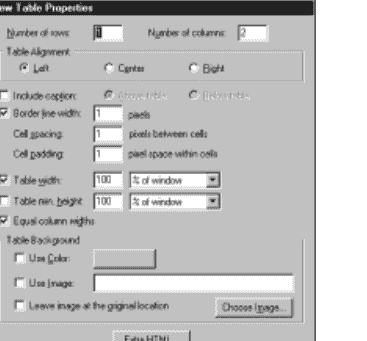 ew Table Properties
Number of rows: 1 Number of columns: 2
Table Alignment
Left Center Right
Include caption: Above table Below table
Border line width: 1 pixels
Cell spacing: 1 pixels between cells
Cell padding: 1 pixel space within cells
Table width: 100 % of window
Table min. height 100 % of window
Equal column widths
Table Background
Use Color:
Use Image:
Leave image at the original location Choose Image...
Extra HTML